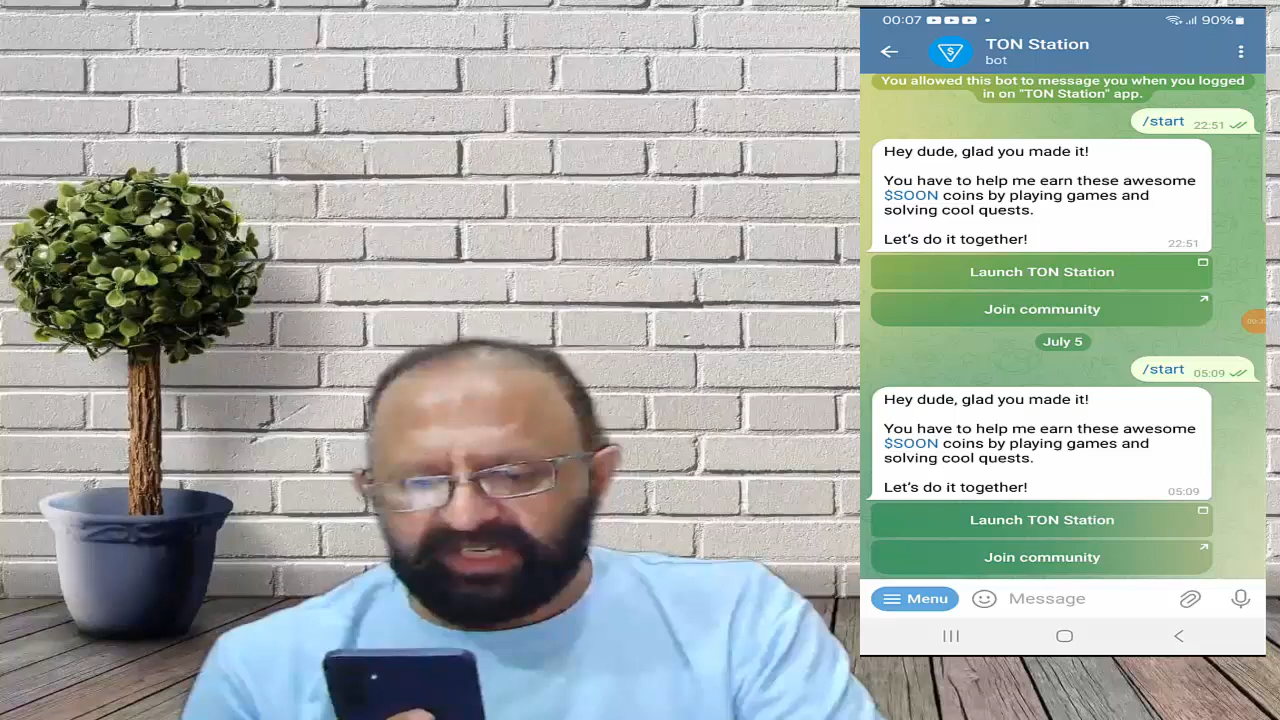 00:07 90%
TON Station
bot
You allowed this bot to message you when you logged
in on "TON Station" app.
/start 22:51
Hey dude, glad you made it!
You have to help me earn these awesome
$SOON coins by playing games and
solving cool quests.
Let's do it together!
22:51
Launch TON Station
Join community
July 5
/start 05:09
Hey dude, glad you made it!
You have to help me earn these awesome
$SOON coins by playing games and
solving cool quests.
Let's do it together!
05:09
Launch TON Station
Join community
Menu
Message